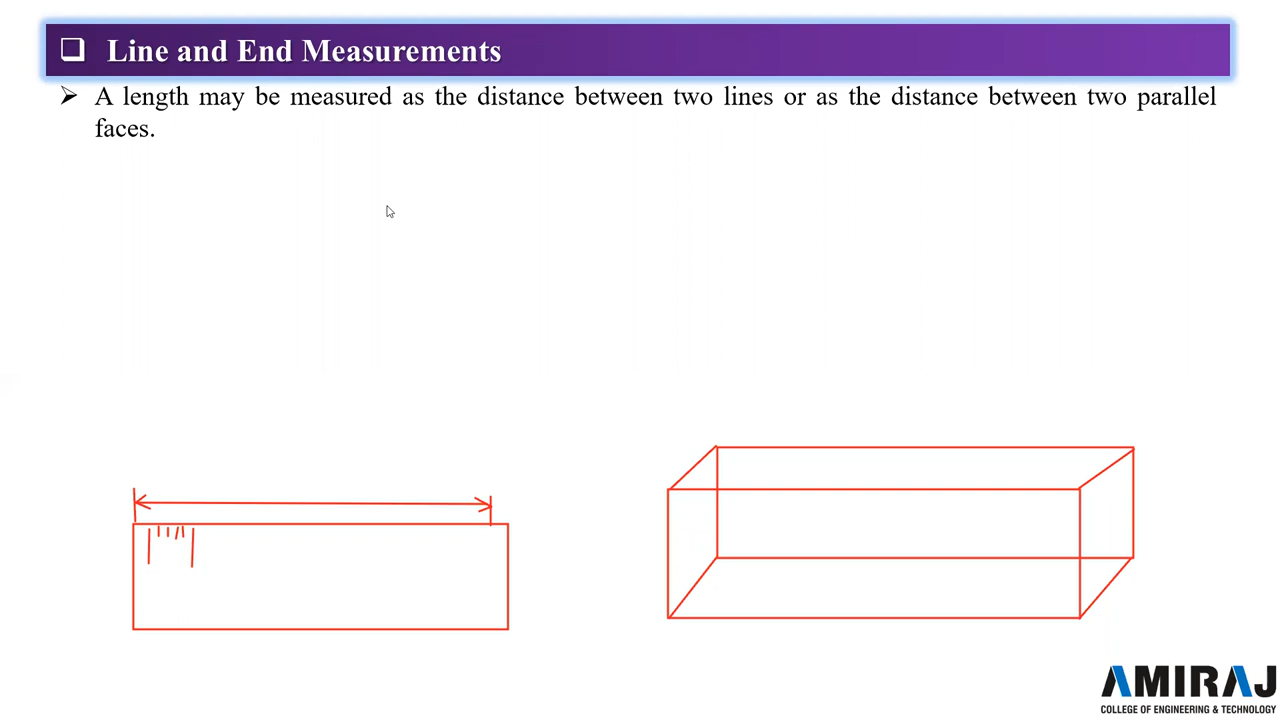 Line and End Measurements
A length may be measured as the distance between two lines or as the distance between two parallel
faces.
AMIRAJ
COLLEGE OF ENGINEERING & TECHNOLOGY